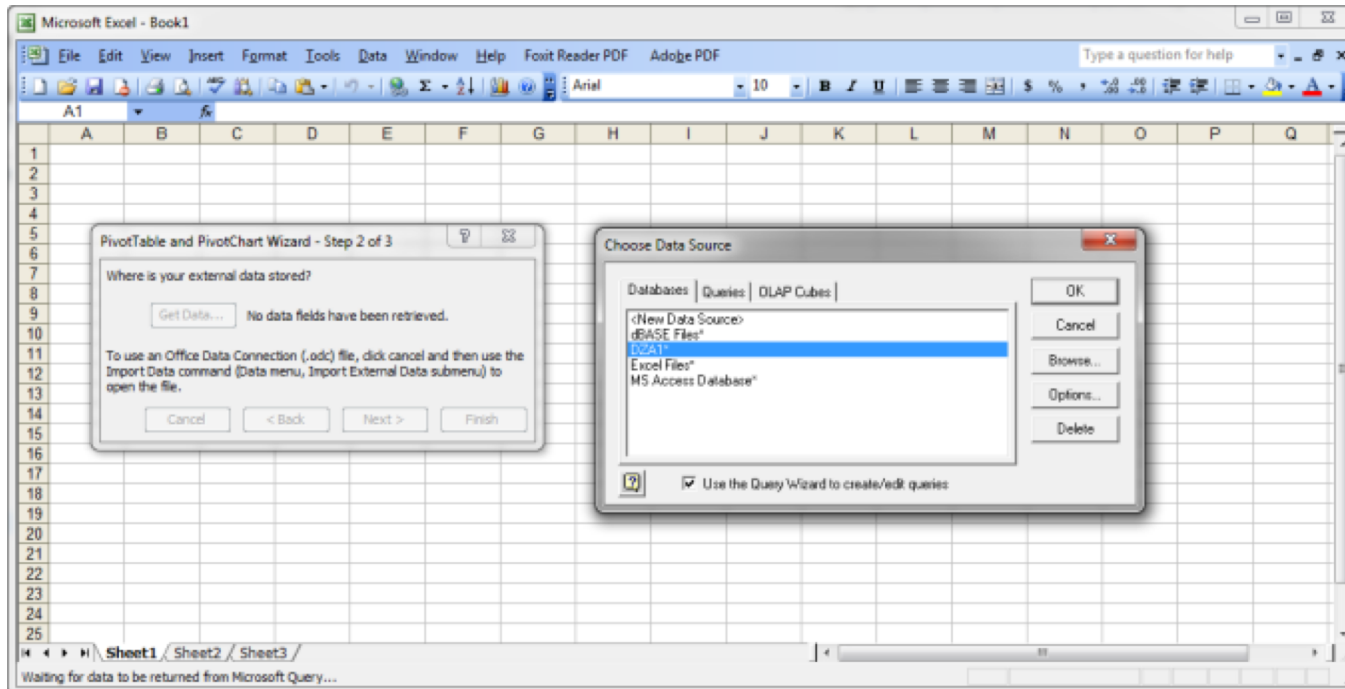 Microsoft Excel - Book1
File Edit View Insert Format Tools Data Window Help Foxit Reader PDF Adobe PDF Type a question for help
Arial 10 B I U $ % ,
A1 fx
A B C D E F G H I J K L M N O P Q
1
2
3
4
5
6
7
8
9
10
11
12
13
14
15
16
17
18
19
20
21
22
23
24
25
PivotTable and PivotChart Wizard - Step 2 of 3
Where is your external data stored?
Get Data... No data fields have been retrieved.
To use an Office Data Connection (.odc) file, click cancel and then use the
Import Data command (Data menu, Import External Data submenu) to
open the file.
Cancel < Back Next > Finish
Choose Data Source
Databases Queries OLAP Cubes
<New Data Source>
dBASE Files*
DZA1*
Excel Files*
MS Access Database*
OK
Cancel
Browse...
Options...
Delete
Use the Query Wizard to create/edit queries
Sheet1 Sheet2 Sheet3
Waiting for data to be returned from Microsoft Query...